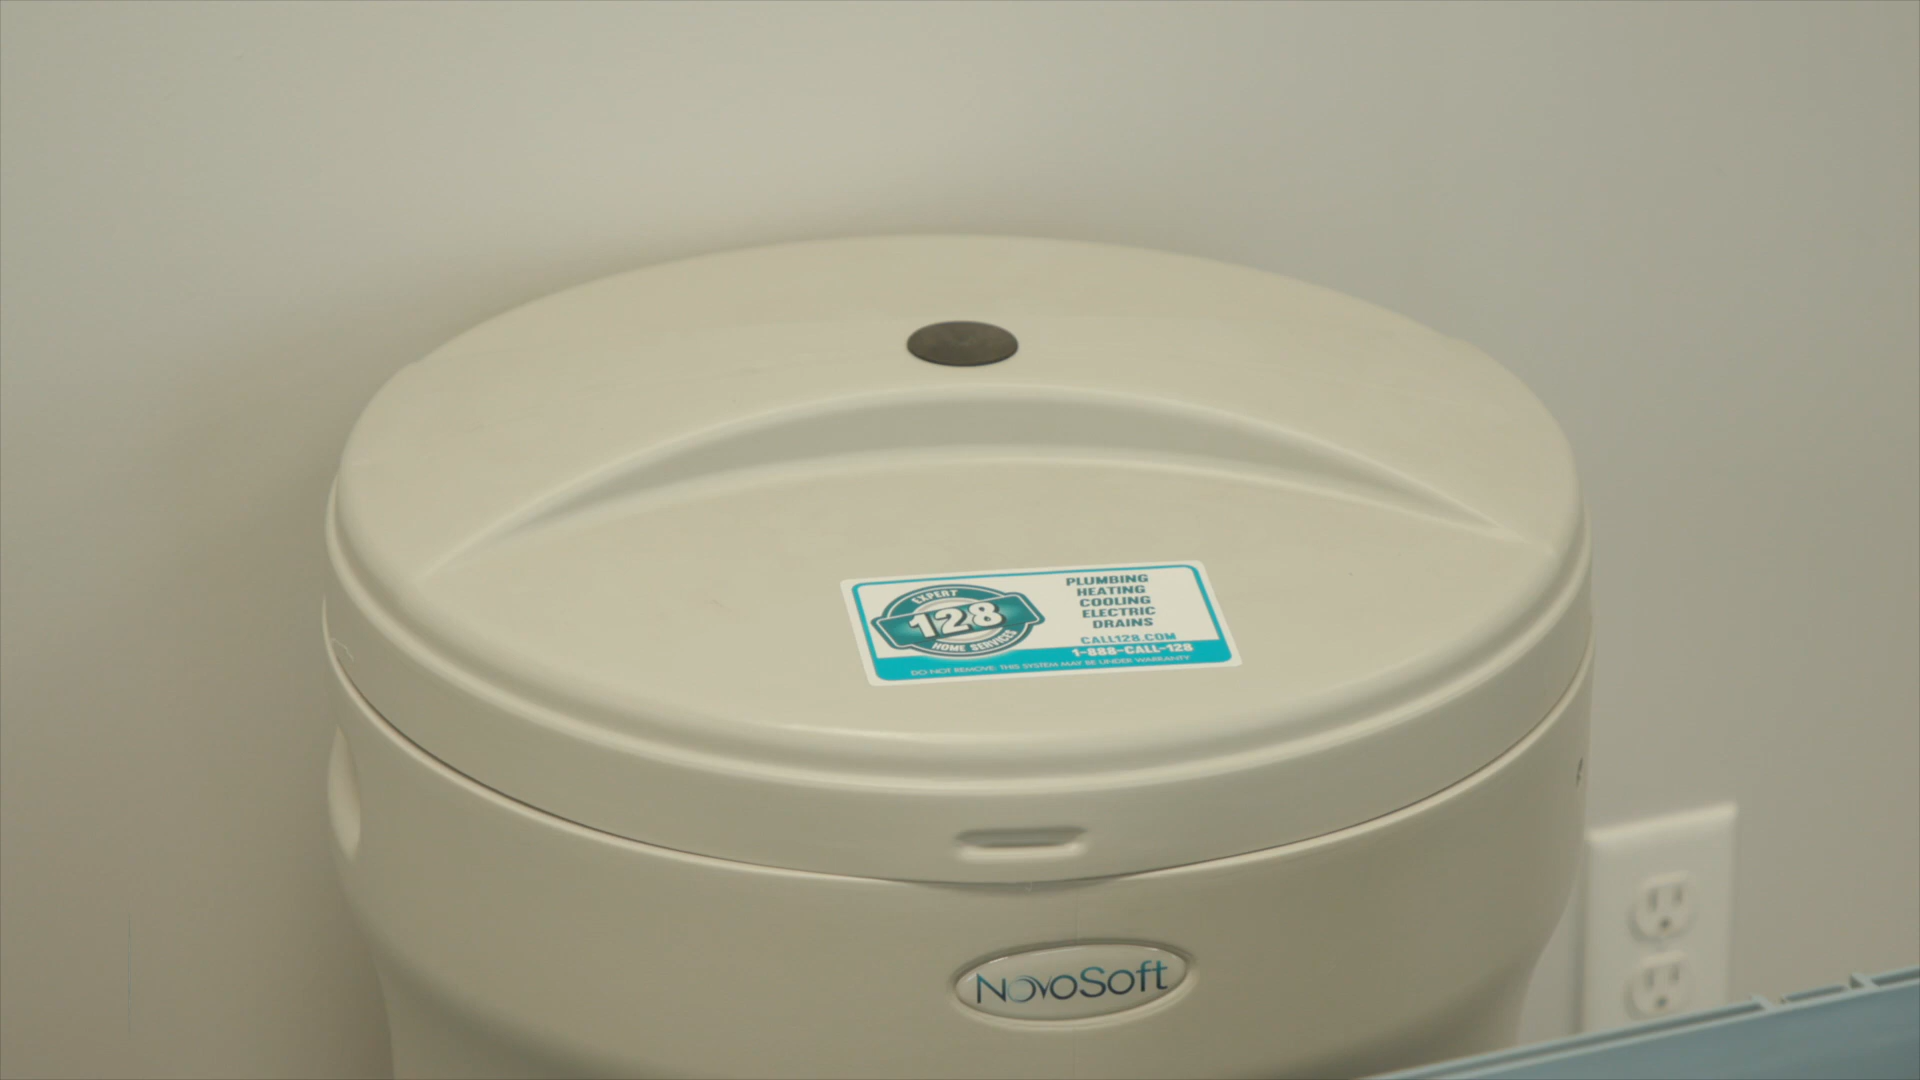 EXPERT
128
HOME SERVICES
PLUMBING
HEATING
COOLING
ELECTRIC
DRAINS
CALL128.COM
1-888-CALL-128
DO NOT REMOVE: THIS SYSTEM MAY BE UNDER WARRANTY
NovoSoft